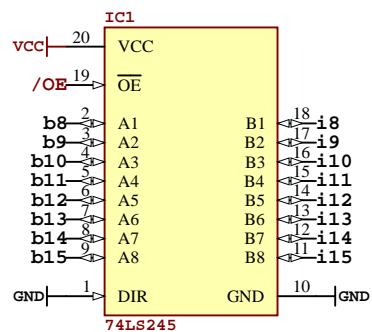 IC1
VCC 20 VCC
/OE 19 OE
b8 2 A1 B1 18 i8
b9 3 A2 B2 17 i9
b10 4 A3 B3 16 i10
b11 5 A4 B4 15 i11
b12 6 A5 B5 14 i12
b13 7 A6 B6 13 i13
b14 8 A7 B7 12 i14
b15 9 A8 B8 11 i15
GND 1 DIR GND 10 GND
74LS245